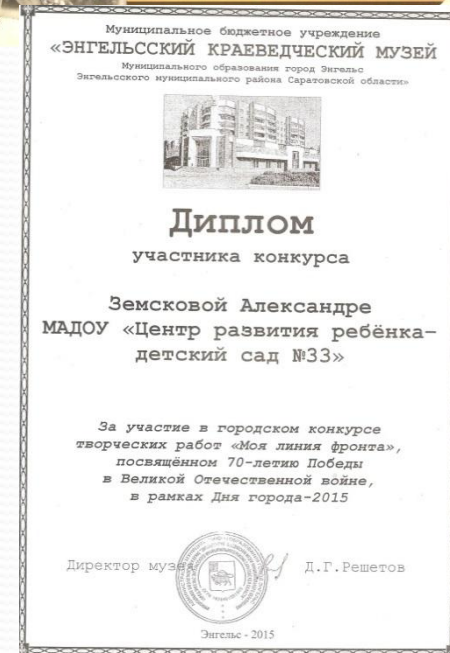 Муниципальное бюджетное учреждение
«ЭНГЕЛЬССКИЙ КРАЕВЕДЧЕСКИЙ МУЗЕЙ
Муниципального образования город Энгельс
Энгельсского муниципального района Саратовской области»
Диплом
участника конкурса
Земсковой Александре
МАДОУ «Центр развития ребёнка–
детский сад №33»
За участие в городском конкурсе
творческих работ «Моя линия фронта»,
посвящённом 70-летию Победы
в Великой Отечественной войне,
в рамках Дня города-2015
Директор музея Д.Г.Решетов
Энгельс - 2015